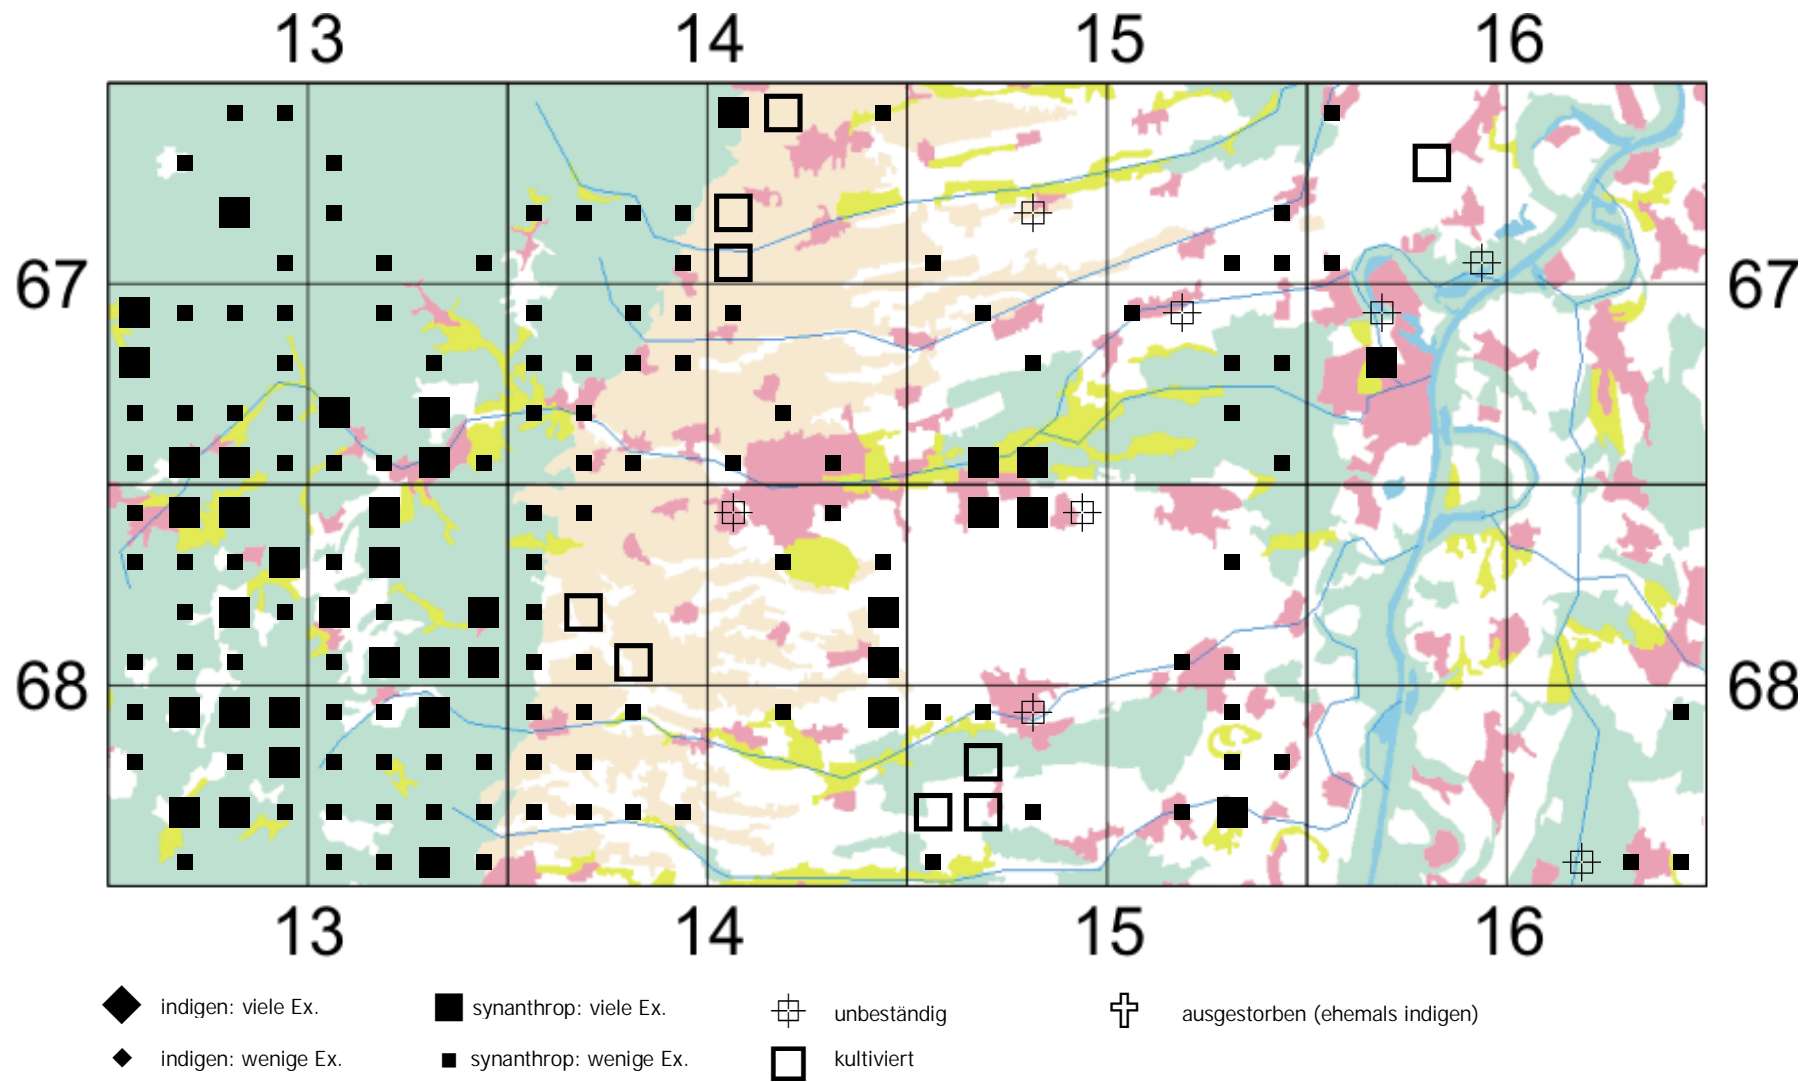 13 14 15 16
67 67
68 68
13 14 15 16
indigen: viele Ex. synanthrop: viele Ex. unbeständig ausgestorben (ehemals indigen)
indigen: wenige Ex. synanthrop: wenige Ex. kultiviert